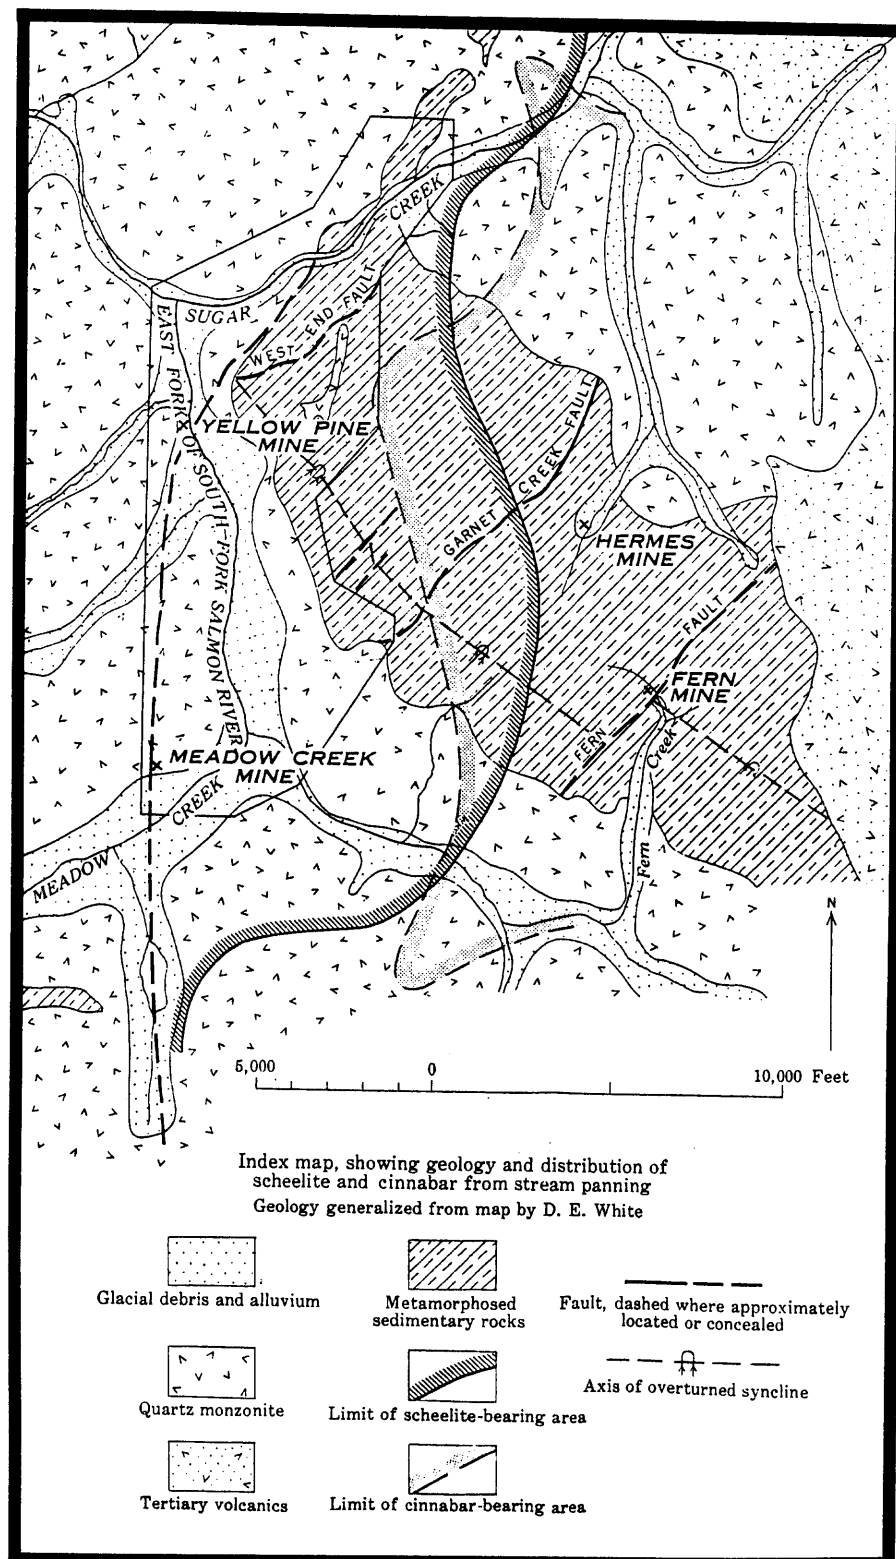 CREEK
SUGAR
WEST END FAULT
EAST FORK OF SOUTH FORK SALMON RIVER
YELLOW PINE
MINE
GARNET CREEK FAULT
HERMES
MINE
FAULT
FERN
MINE
FERN
Creek
Fern
MEADOW CREEK
MINE
CREEK
MEADOW
N
5,000
0
10,000 Feet
Index map, showing geology and distribution of
scheelite and cinnabar from stream panning
Geology generalized from map by D. E. White
Glacial debris and alluvium
Metamorphosed
sedimentary rocks
Fault, dashed where approximately
located or concealed
Quartz monzonite
Limit of scheelite-bearing area
Axis of overturned syncline
Tertiary volcanics
Limit of cinnabar-bearing area